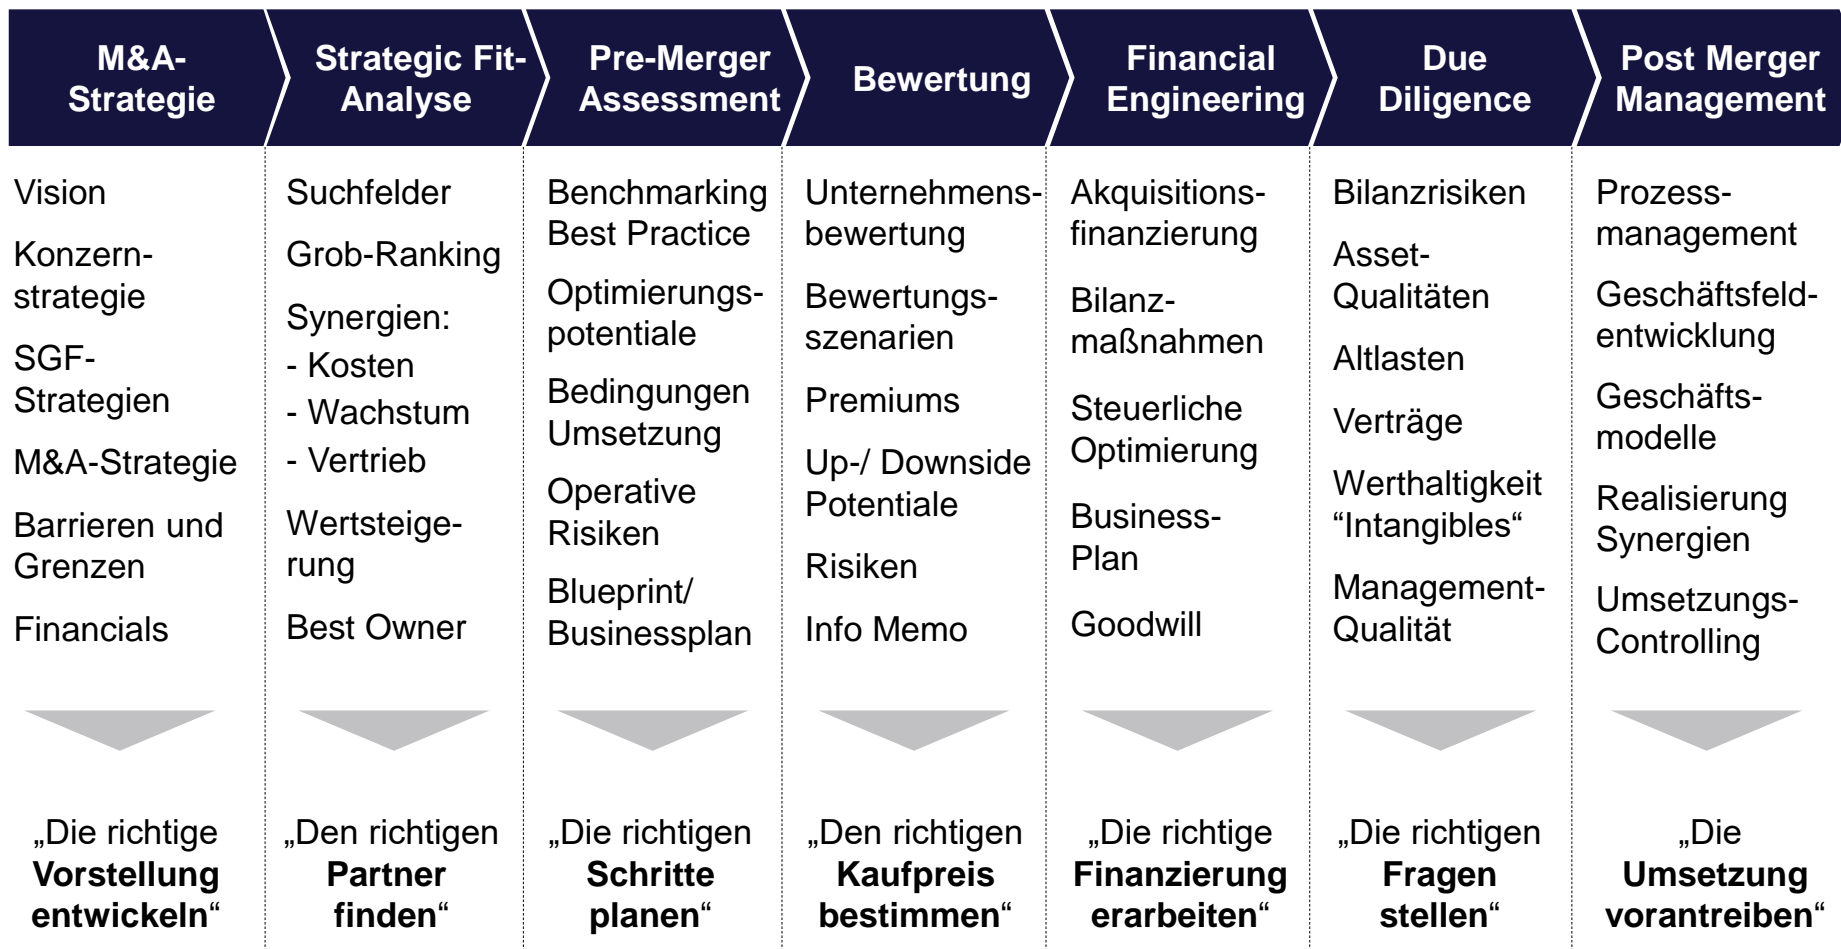 M&A-
Strategie
Strategic Fit-
Analyse
Pre-Merger
Assessment
Bewertung
Financial
Engineering
Due
Diligence
Post Merger
Management
Vision
Konzern-
strategie
SGF-
Strategien
M&A-Strategie
Barrieren und
Grenzen
Financials
Suchfelder
Grob-Ranking
Synergien:
- Kosten
- Wachstum
- Vertrieb
Wertsteige-
rung
Best Owner
Benchmarking
Best Practice
Optimierungs-
potentiale
Bedingungen
Umsetzung
Operative
Risiken
Blueprint/
Businessplan
Unternehmens-
bewertung
Bewertungs-
szenarien
Premiums
Up-/ Downside
Potentiale
Risiken
Info Memo
Akquisitions-
finanzierung
Bilanz-
maßnahmen
Steuerliche
Optimierung
Business-
Plan
Goodwill
Bilanzrisiken
Asset-
Qualitäten
Altlasten
Verträge
Werthaltigkeit
“Intangibles“
Management-
Qualität
Prozess-
management
Geschäftsfeld-
entwicklung
Geschäfts-
modelle
Realisierung
Synergien
Umsetzungs-
Controlling
„Die richtige
Vorstellung
entwickeln“
„Den richtigen
Partner
finden“
„Die richtigen
Schritte
planen“
„Den richtigen
Kaufpreis
bestimmen“
„Die richtige
Finanzierung
erarbeiten“
„Die richtigen
Fragen
stellen“
„Die
Umsetzung
vorantreiben“